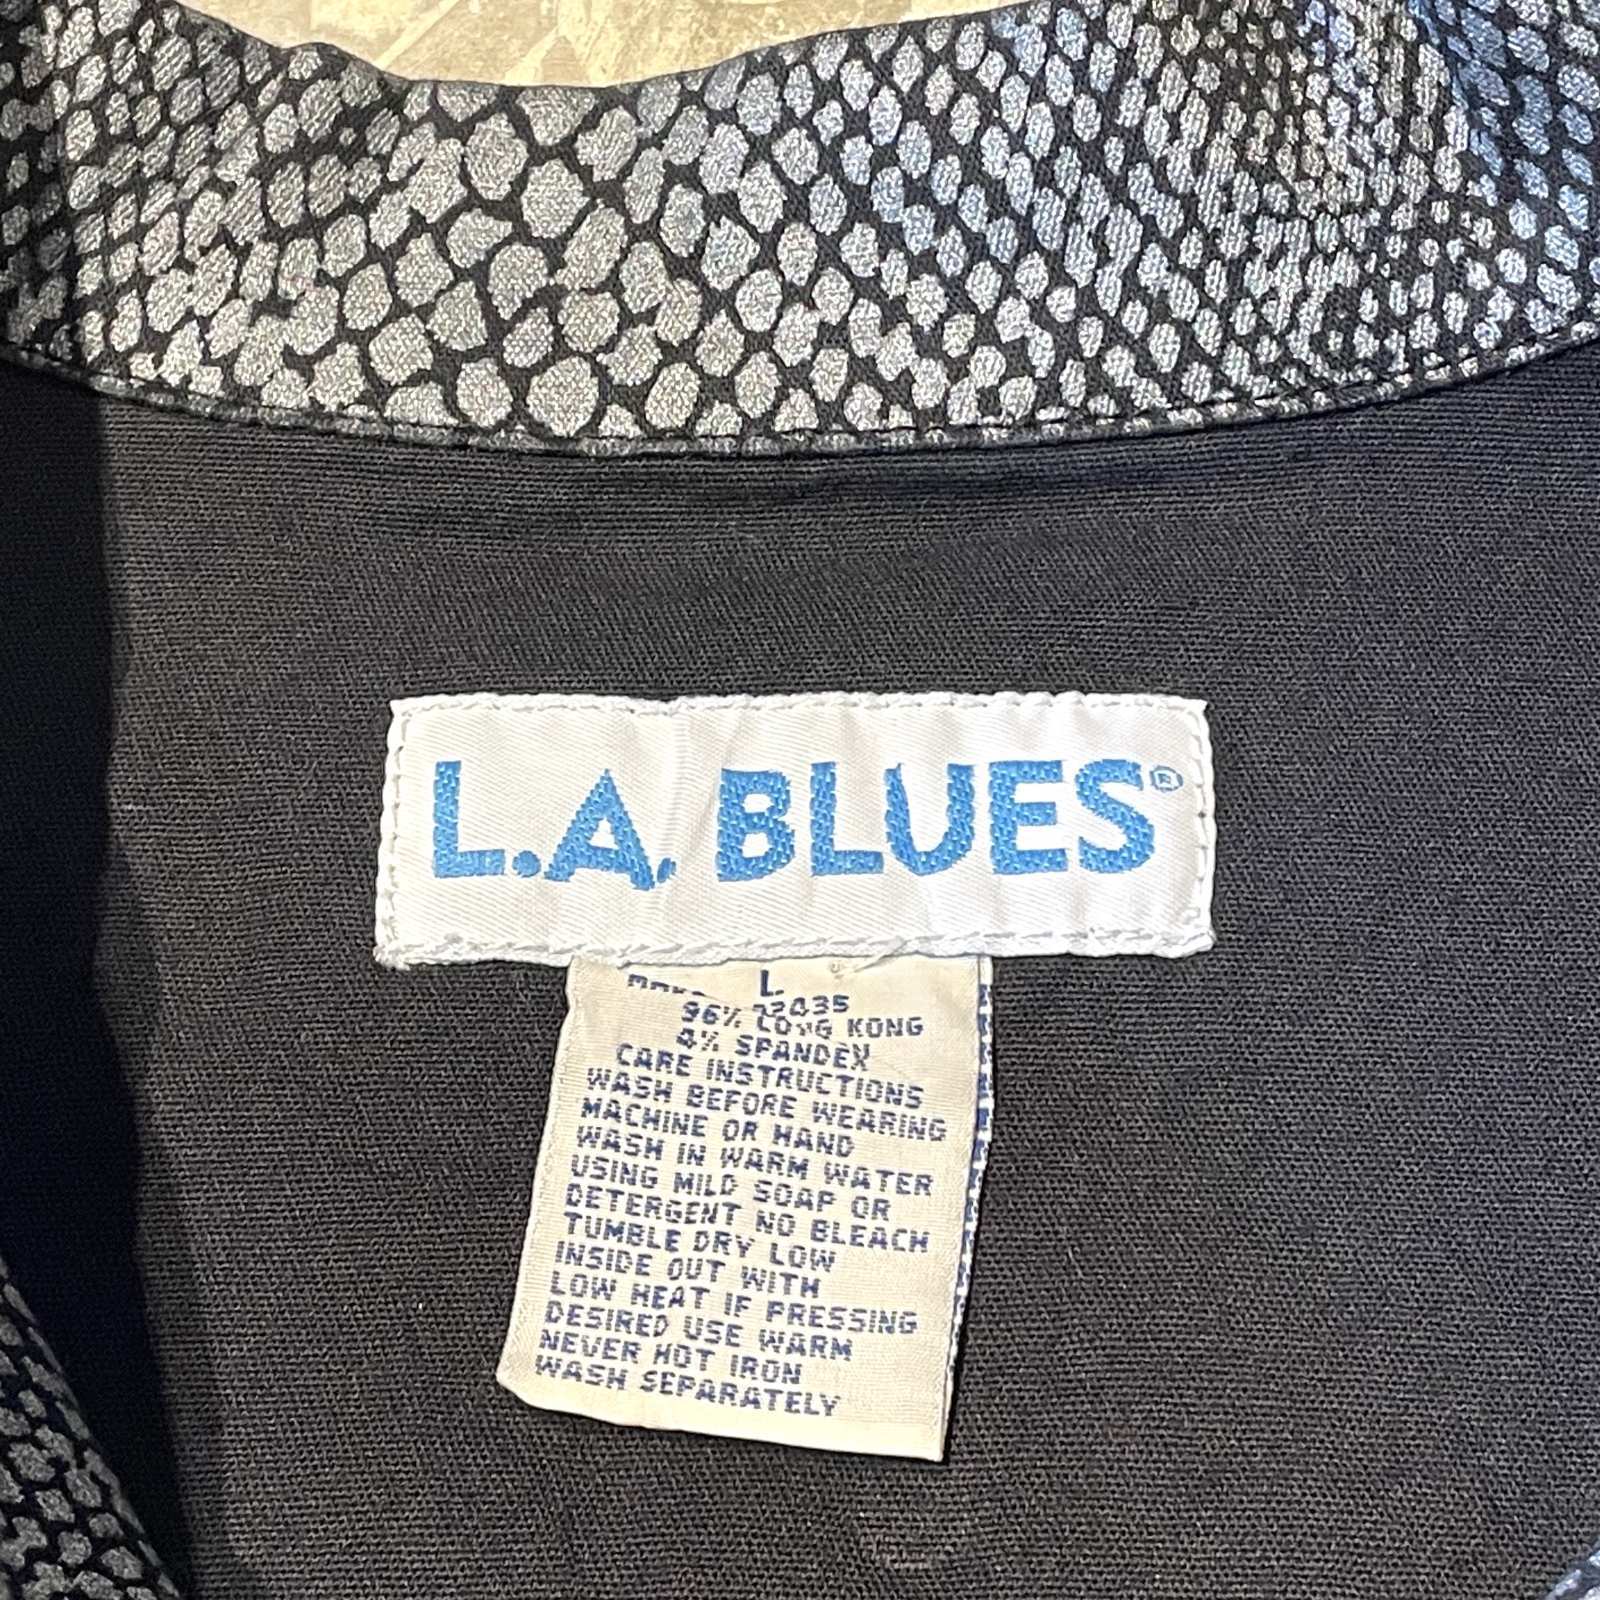 L.A. BLUES®
L.
96% KONG
4% SPANDEX
CARE INSTRUCTIONS
WASH BEFORE WEARING
MACHINE OR HAND
WASH IN WARM WATER
USING MILD SOAP OR
DETERGENT NO BLEACH
TUMBLE DRY LOW
INSIDE OUT WITH
LOW HEAT IF PRESSING
DESIRED USE WARM
NEVER HOT IRON
WASH SEPARATELY